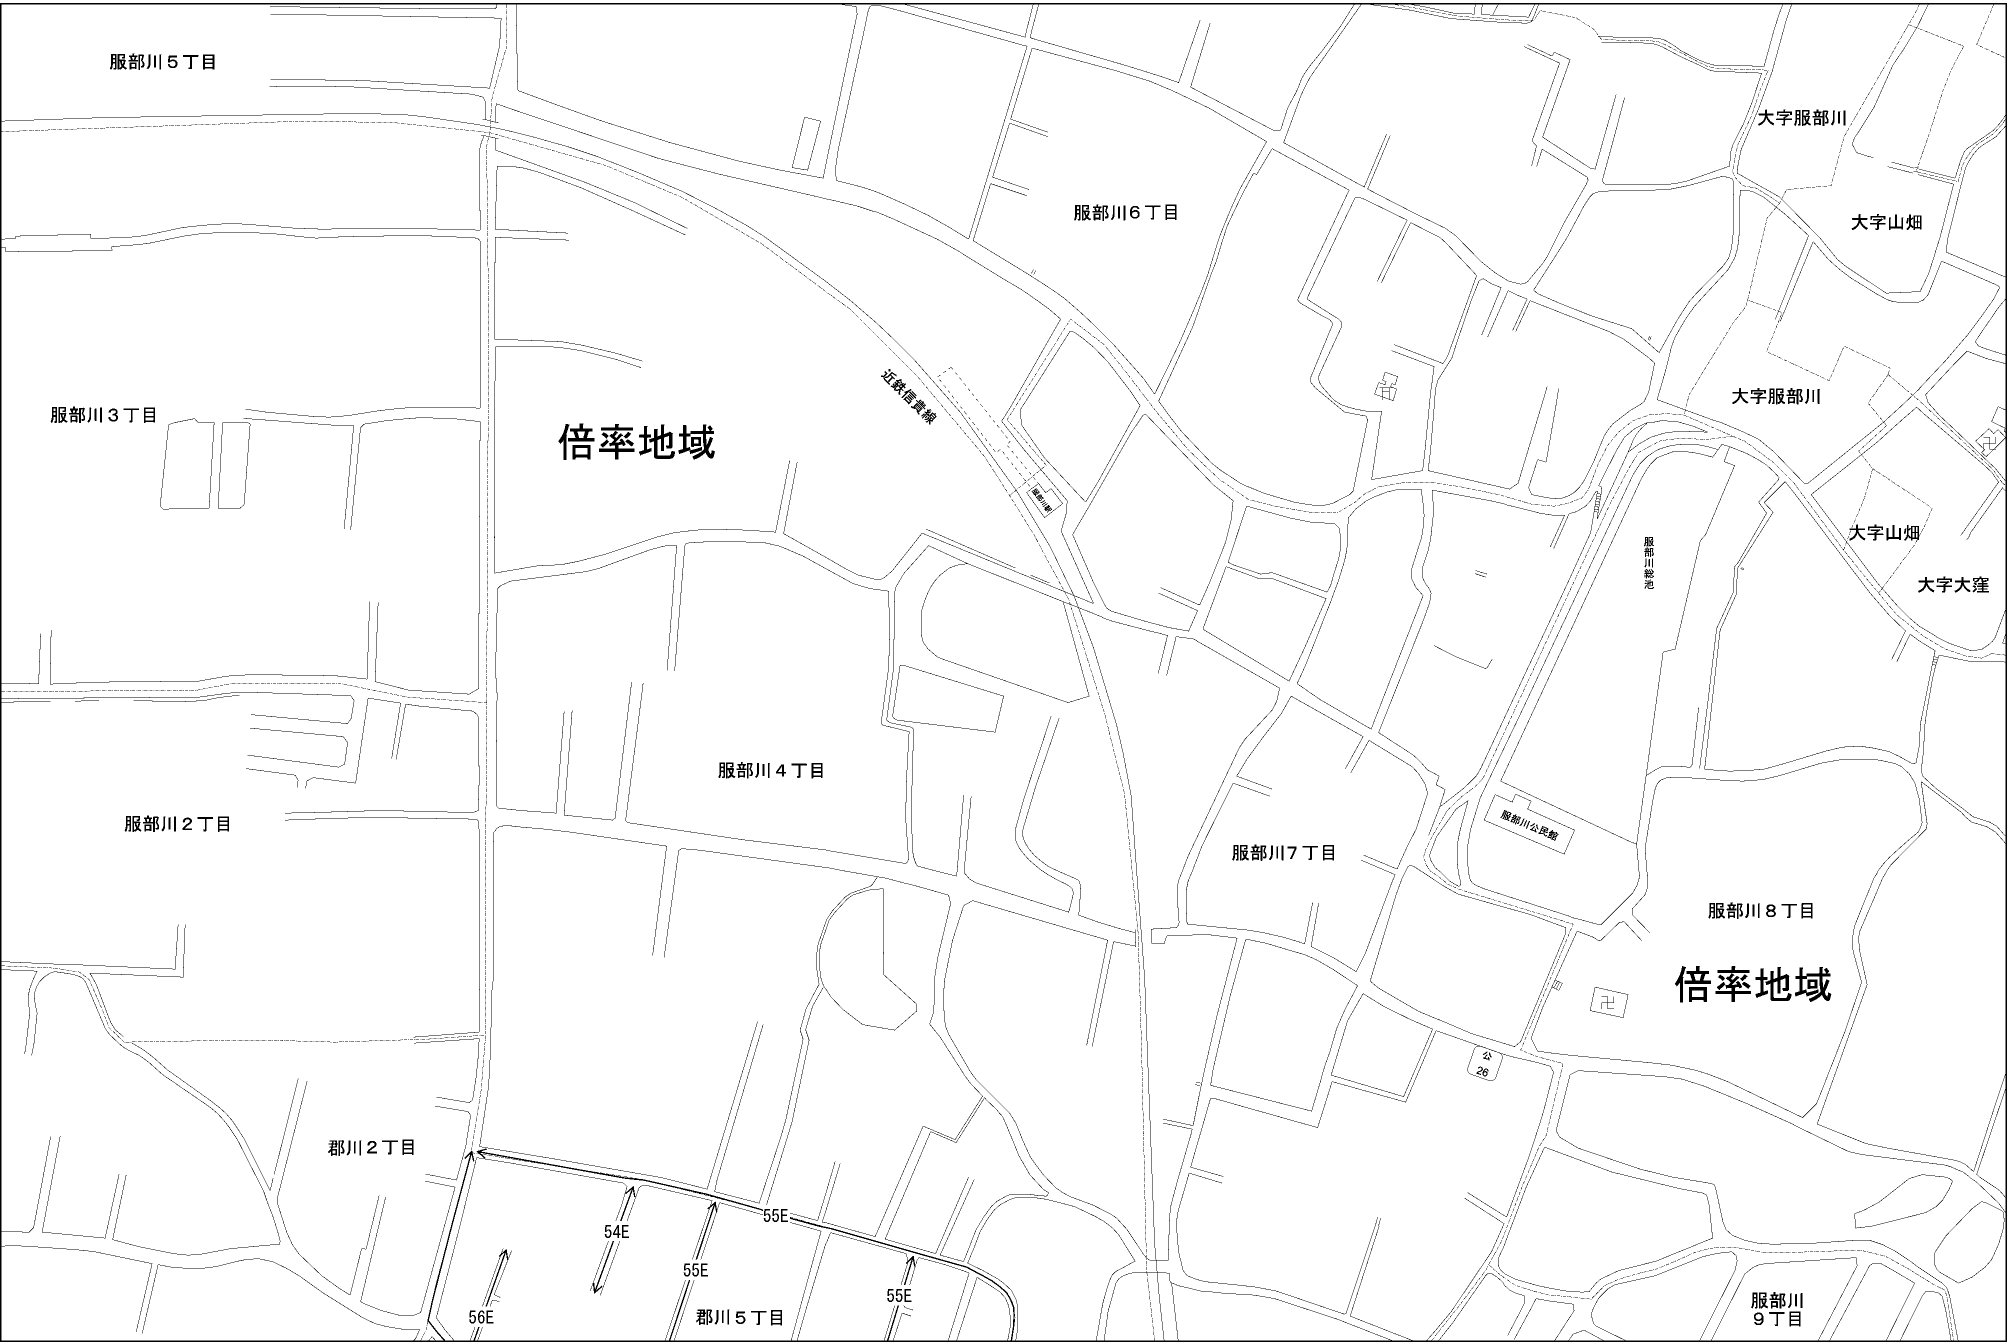 服部川５丁目
大字服部川
服部川６丁目
大字山畑
近鉄信貴線
大字服部川
服部川３丁目
倍率地域
服部川駅
大字山畑
服部川総池
大字大窪
服部川４丁目
服部川２丁目
服部川公民館
服部川７丁目
服部川８丁目
倍率地域
公
26
郡川２丁目
55E
54E
55E
55E
56E
郡川５丁目
服部川
９丁目